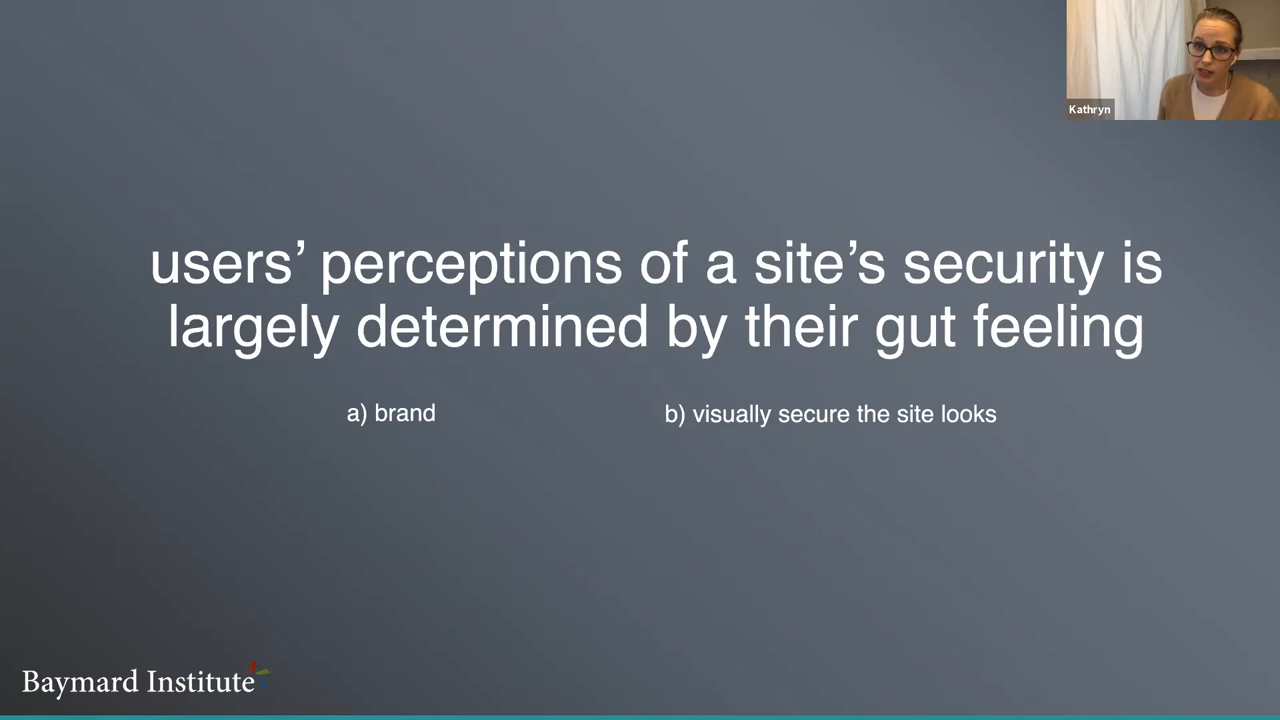 Kathryn
users’ perceptions of a site’s security is
largely determined by their gut feeling
a) brand
b) visually secure the site looks
Baymard Institute